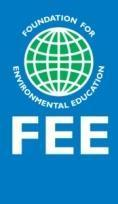 FOUNDATION FOR
ENVIRONMENTAL EDUCATION
FEE